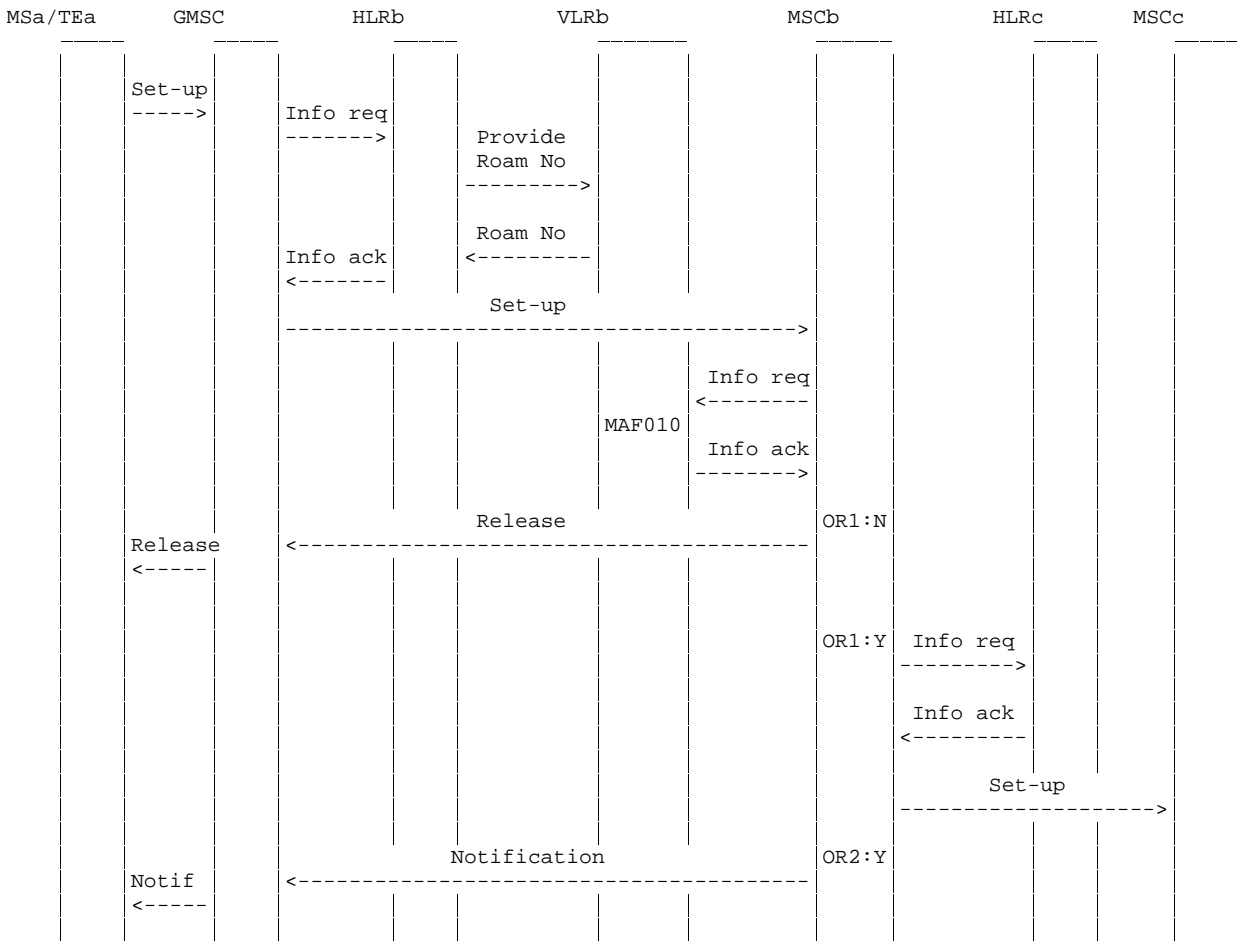 MSa/TEa GMSC HLRb VLRb MSCb HLRc MSCc
Set-up
-----> Info req
-------> Provide
Roam No
--------->
Roam No
Info ack <---------
<-------
Set-up
---------------------------------------->
Info req
<--------
MAF010
Info ack
-------->
Release OR1:N
Release <----------------------------------------
<-----
OR1:Y Info req
--------->
Info ack
<---------
Set-up
-------------------->
Notification OR2:Y
Notif <----------------------------------------
<-----